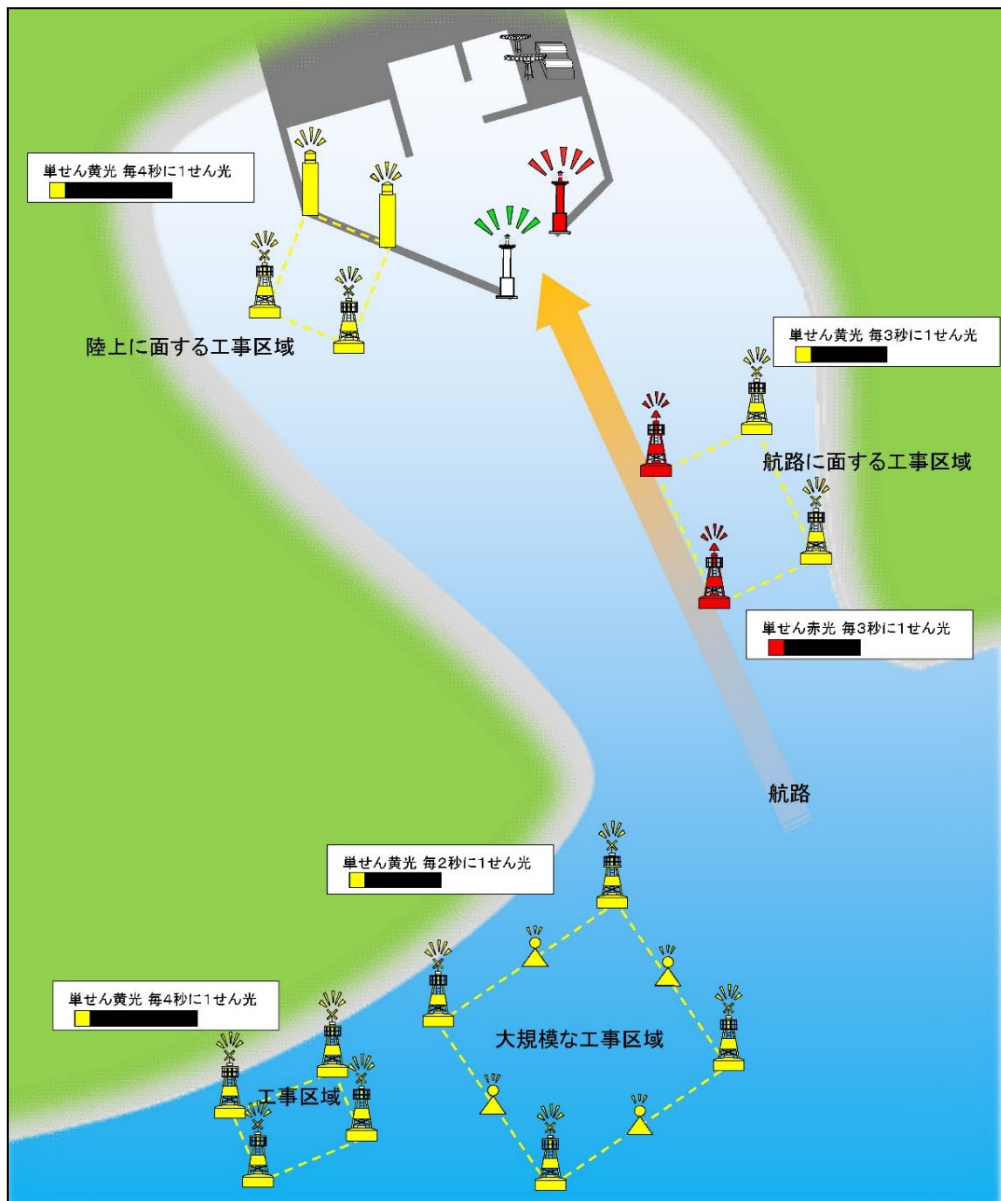 単せん黄光 毎4秒に1せん光
陸上に面する工事区域
単せん黄光 毎3秒に1せん光
航路に面する工事区域
単せん赤光 毎3秒に1せん光
航路
単せん黄光 毎2秒に1せん光
単せん黄光 毎4秒に1せん光
大規模な工事区域
工事区域